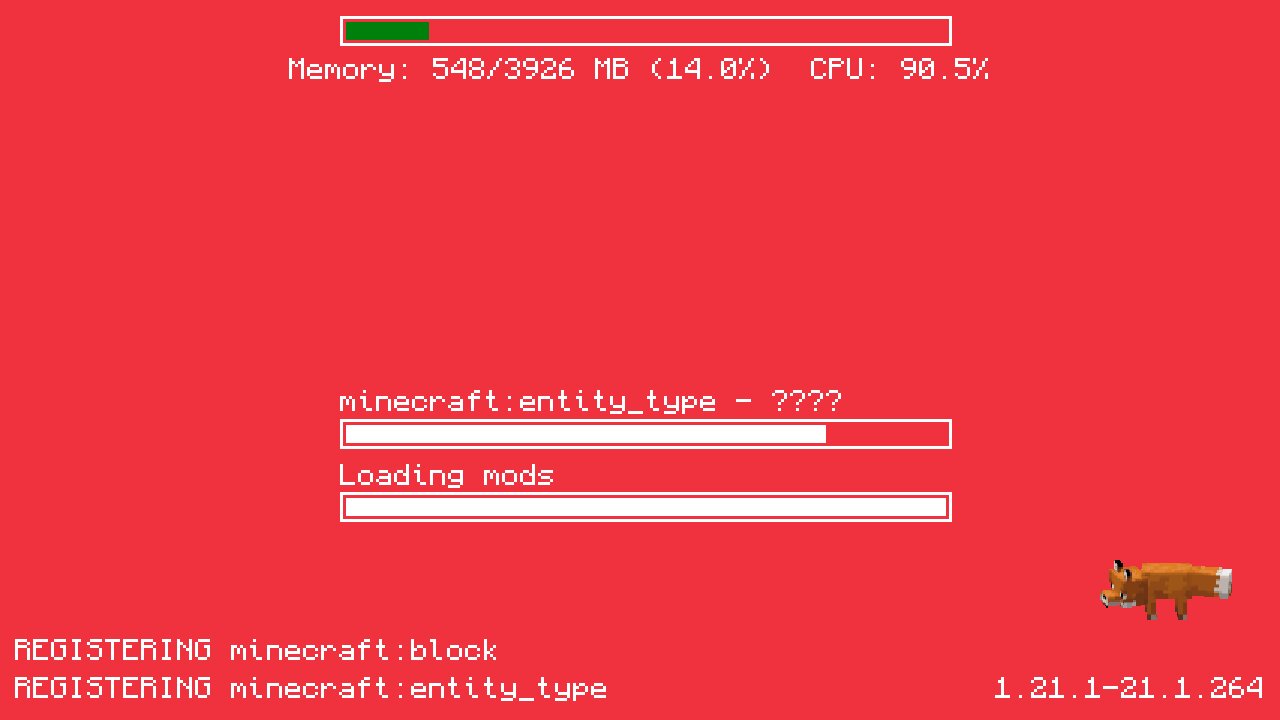 Memory: 548/3926 MB (14.0%)  CPU: 90.5%
minecraft:entity_type - ????
Loading mods
REGISTERING minecraft:block
REGISTERING minecraft:entity_type
1.21.1-21.1.264